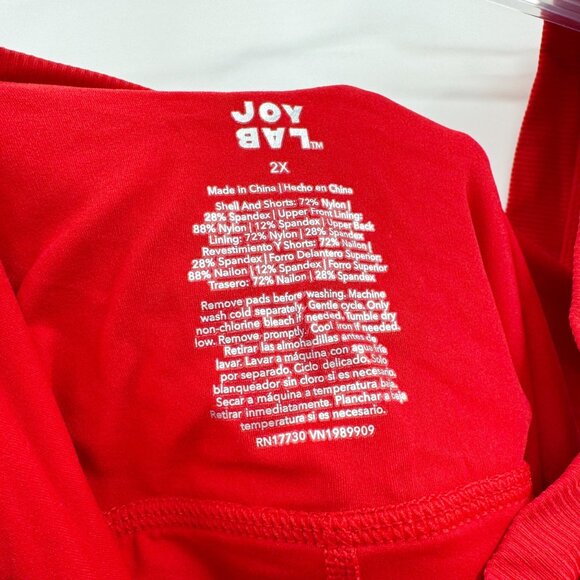 JOY
LAB™
2X
Made in China | Hecho en China
Shell And Shorts: 72% Nylon |
28% Spandex | Upper Front Lining:
88% Nylon | 12% Spandex | Upper Back
Lining: 72% Nylon | 28% Spandex
Revestimiento Y Shorts: 72% Nailon |
28% Spandex | Forro Delantero Superior
88% Nailon | 12% Spandex | Forro Superior
Trasero: 72% Nailon | 28% Spandex
Remove pads before washing. Machine
wash cold separately. Gentle cycle. Only
non-chlorine bleach if needed. Tumble dry
low. Remove promptly. Cool iron if needed.
Retirar las almohadillas antes de
lavar. Lavar a máquina con agua fría
por separado. Ciclo delicado. Solo
blanqueador sin cloro si es necesario.
Secar a máquina a temperatura baja.
Retirar inmediatamente. Planchar a baja
temperatura si es necesario.
RN17730 VN1989909